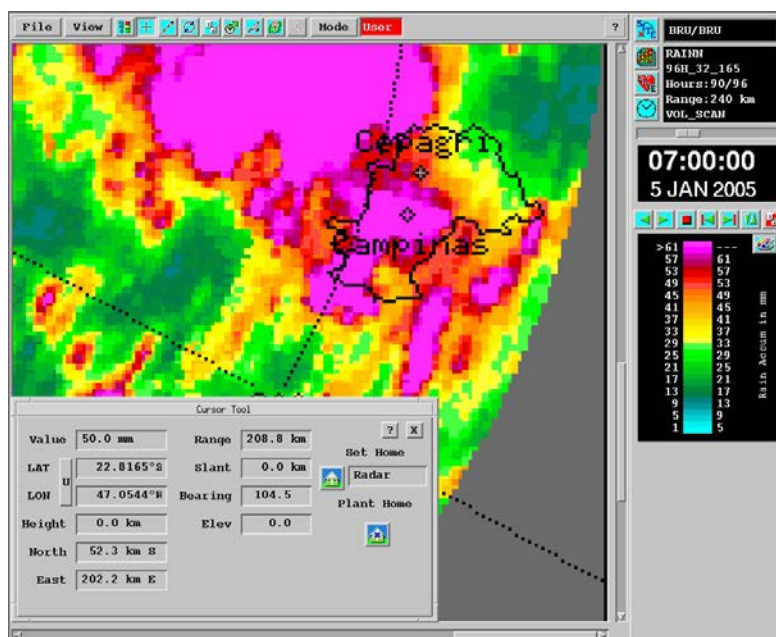 File View Mode User ?
BRU/BRU
RAINN
96H_32_165
Hours:90/96
Range:240 km
VOL_SCAN
07:00:00
5 JAN 2005
Cepagri
Campinas
>61 ---
57 61
53 57
49 53
45 49
41 45
37 41
33 37
29 33
25 29
21 25
17 21
13 17
9 13
5 9
1 5
Rain Accum in mm
Cursor Tool
? X
Value 50.0 mm Range 208.8 km
Set Home
LAT 22.8165°S Slant 0.0 km Radar
U
LON 47.0544°W Bearing 104.5
Plant Home
Height 0.0 km Elev 0.0
North 52.3 km S
East 202.2 km E